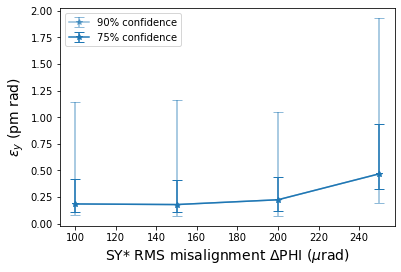 2.00
1.75
1.50
1.25
1.00
0.75
0.50
0.25
0.00
εy (pm rad)
90% confidence
75% confidence
100 120 140 160 180 200 220 240
SY* RMS misalignment ΔPHI (μrad)